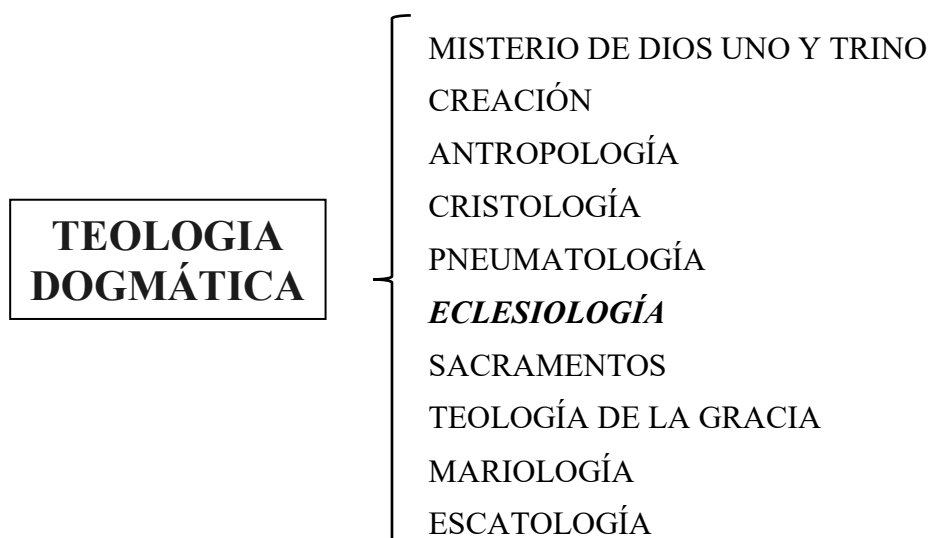 TEOLOGIA
DOGMÁTICA
MISTERIO DE DIOS UNO Y TRINO
CREACIÓN
ANTROPOLOGÍA
CRISTOLOGÍA
PNEUMATOLOGÍA
ECLESIOLOGÍA
SACRAMENTOS
TEOLOGÍA DE LA GRACIA
MARIOLOGÍA
ESCATOLOGÍA